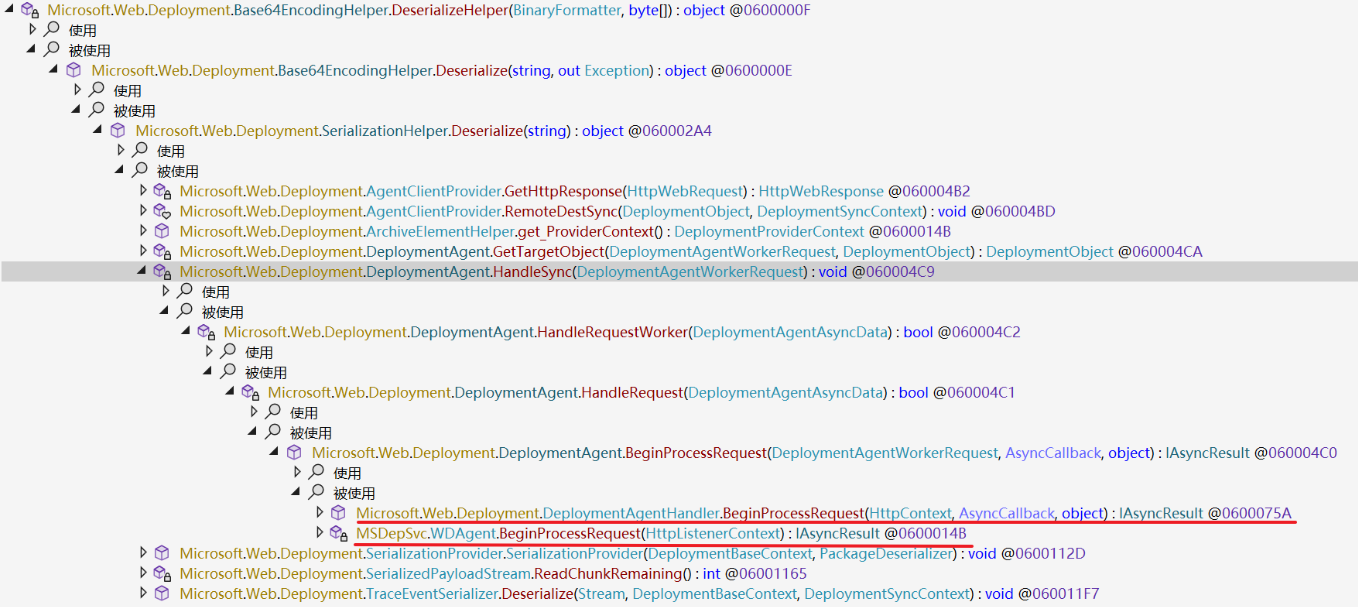 Microsoft.Web.Deployment.Base64EncodingHelper.DeserializeHelper(BinaryFormatter, byte[]) : object @0600000F
使用
被使用
Microsoft.Web.Deployment.Base64EncodingHelper.Deserialize(string, out Exception) : object @0600000E
使用
被使用
Microsoft.Web.Deployment.SerializationHelper.Deserialize(string) : object @060002A4
使用
被使用
Microsoft.Web.Deployment.AgentClientProvider.GetHttpResponse(HttpWebRequest) : HttpWebResponse @060004B2
Microsoft.Web.Deployment.AgentClientProvider.RemoteDestSync(DeploymentObject, DeploymentSyncContext) : void @060004BD
Microsoft.Web.Deployment.ArchiveElementHelper.get_ProviderContext() : DeploymentProviderContext @0600014B
Microsoft.Web.Deployment.DeploymentAgent.GetTargetObject(DeploymentAgentWorkerRequest, DeploymentObject) : DeploymentObject @060004CA
Microsoft.Web.Deployment.DeploymentAgent.HandleSync(DeploymentAgentWorkerRequest) : void @060004C9
使用
被使用
Microsoft.Web.Deployment.DeploymentAgent.HandleRequestWorker(DeploymentAgentAsyncData) : bool @060004C2
使用
被使用
Microsoft.Web.Deployment.DeploymentAgent.HandleRequest(DeploymentAgentAsyncData) : bool @060004C1
使用
被使用
Microsoft.Web.Deployment.DeploymentAgent.BeginProcessRequest(DeploymentAgentWorkerRequest, AsyncCallback, object) : IAsyncResult @060004C0
使用
被使用
Microsoft.Web.Deployment.DeploymentAgentHandler.BeginProcessRequest(HttpContext, AsyncCallback, object) : IAsyncResult @0600075A
MSDepSvc.WDAgent.BeginProcessRequest(HttpListenerContext) : IAsyncResult @0600014B
Microsoft.Web.Deployment.SerializationProvider.SerializationProvider(DeploymentBaseContext, PackageDeserializer) : void @0600112D
Microsoft.Web.Deployment.SerializedPayloadStream.ReadChunkRemaining() : int @06001165
Microsoft.Web.Deployment.TraceEventSerializer.Deserialize(Stream, DeploymentBaseContext, DeploymentSyncContext) : void @060011F7